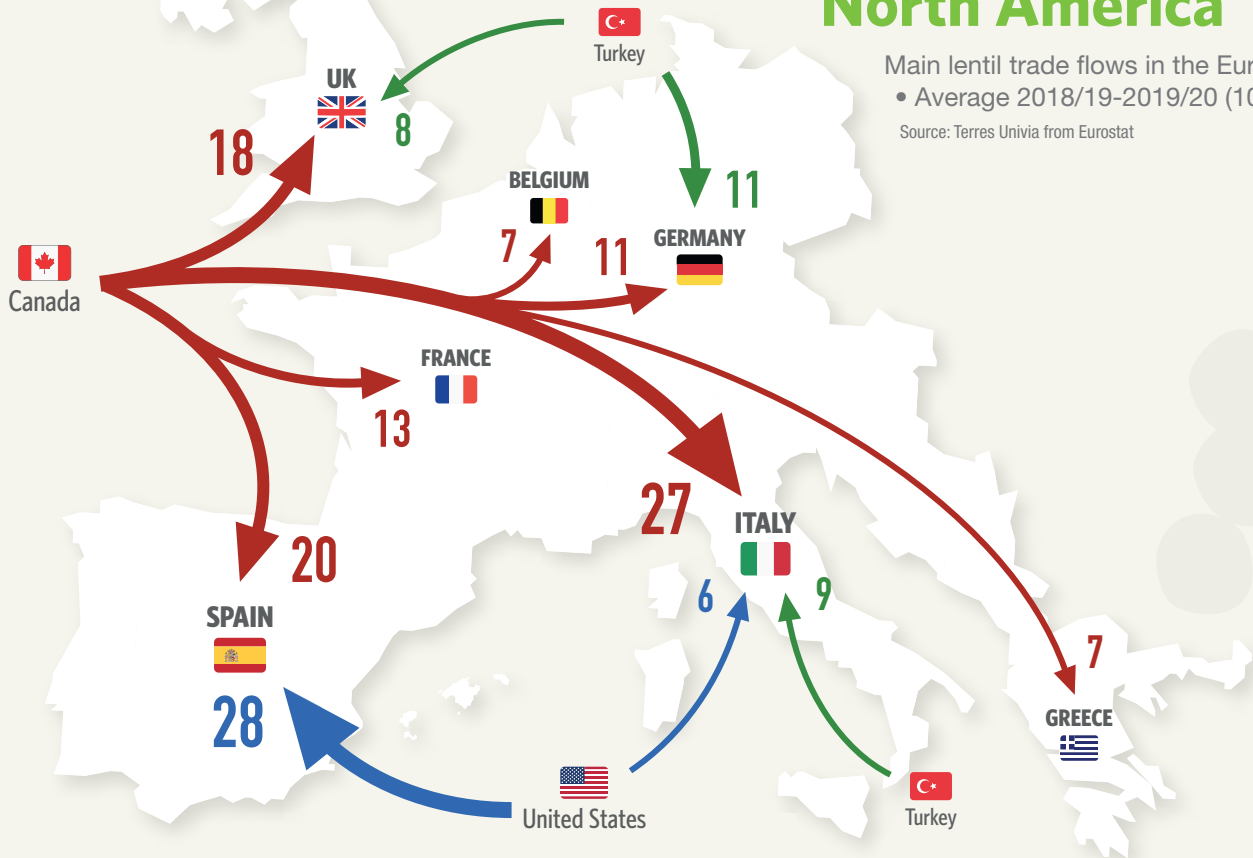 North America
Main lentil trade flows in the Eur
• Average 2018/19-2019/20 (10
Source: Terres Univia from Eurostat
Turkey
UK
8
18
BELGIUM
11
7
11
GERMANY
Canada
FRANCE
13
27
ITALY
20
6
9
SPAIN
28
7
GREECE
United States
Turkey